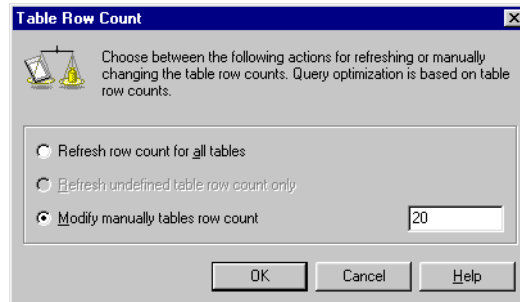 Table Row Count
Choose between the following actions for refreshing or manually
changing the table row counts. Query optimization is based on table
row counts.
Refresh row count for all tables
Refresh undefined table row count only
Modify manually tables row count
20
OK
Cancel
Help